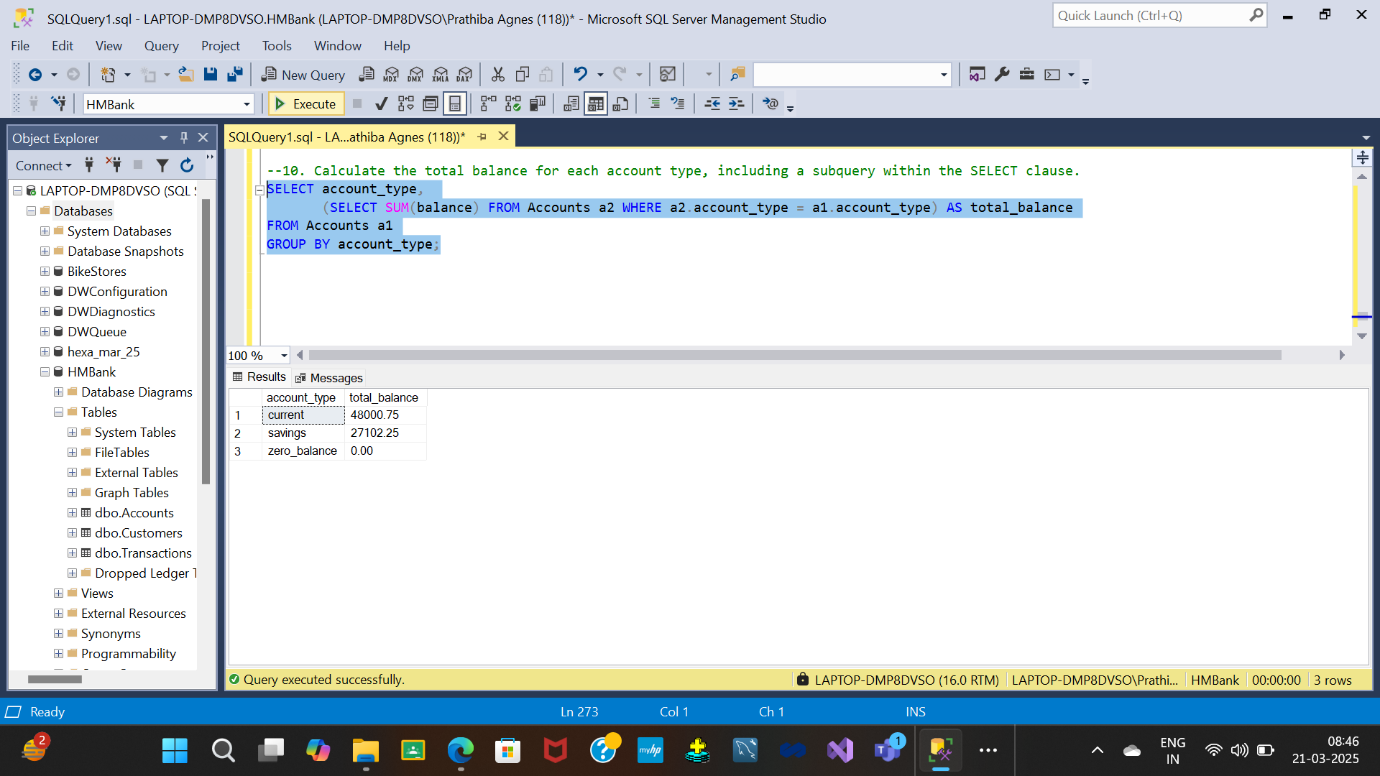 SQLQuery1.sql - LAPTOP-DMP8DVSO.HMBank (LAPTOP-DMP8DVSO\Prathiba Agnes (118))* - Microsoft SQL Server Management Studio
Quick Launch (Ctrl+Q)
File Edit View Query Project Tools Window Help
New Query MDX DMX XMLA DAX
HMBank Execute
Object Explorer
SQLQuery1.sql - LA...athiba Agnes (118))*
Connect
LAPTOP-DMP8DVSO (SQL
Databases
System Databases
Database Snapshots
BikeStores
DWConfiguration
DWDiagnostics
DWQueue
hexa_mar_25
HMBank
Database Diagrams
Tables
System Tables
FileTables
External Tables
Graph Tables
dbo.Accounts
dbo.Customers
dbo.Transactions
Dropped Ledger T
Views
External Resources
Synonyms
Programmability
--10. Calculate the total balance for each account type, including a subquery within the SELECT clause.
SELECT account_type,
(SELECT SUM(balance) FROM Accounts a2 WHERE a2.account_type = a1.account_type) AS total_balance
FROM Accounts a1
GROUP BY account_type;
100 %
Results Messages
account_type total_balance
1 current 48000.75
2 savings 27102.25
3 zero_balance 0.00
Query executed successfully. LAPTOP-DMP8DVSO (16.0 RTM) LAPTOP-DMP8DVSO\Prathi... HMBank 00:00:00 3 rows
Ready Ln 273 Col 1 Ch 1 INS
2
myhp
1
ENG
IN
08:46
21-03-2025